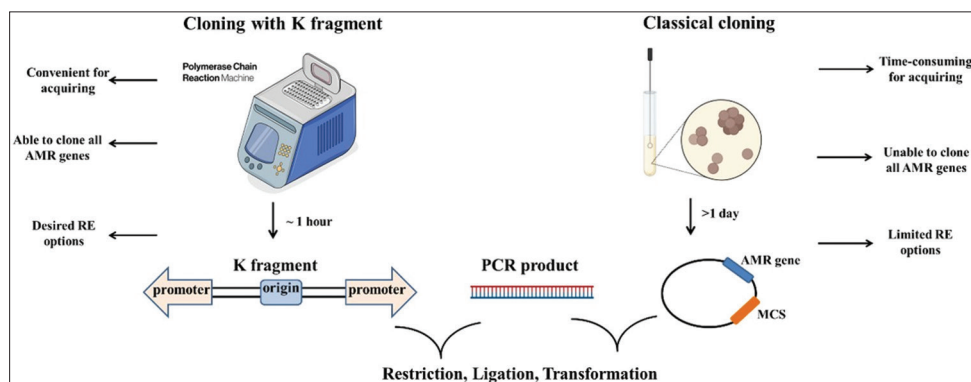 Cloning with K fragment
Classical cloning
Polymerase Chain
Reaction Machine
Convenient for
acquiring
Able to clone all
AMR genes
Desired RE
options
~ 1 hour
Time-consuming
for acquiring
Unable to clone
all AMR genes
Limited RE
options
>1 day
K fragment
promoter
origin
promoter
PCR product
AMR gene
MCS
Restriction, Ligation, Transformation